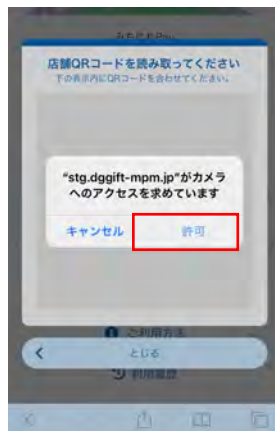 店舗QRコードを読み取ってください
下の表示内にQRコードを合わせてください。
"stg.dggift-mpm.jp"がカメラ
へのアクセスを求めています
キャンセル
許可
ご利用方法
とじる
利用履歴